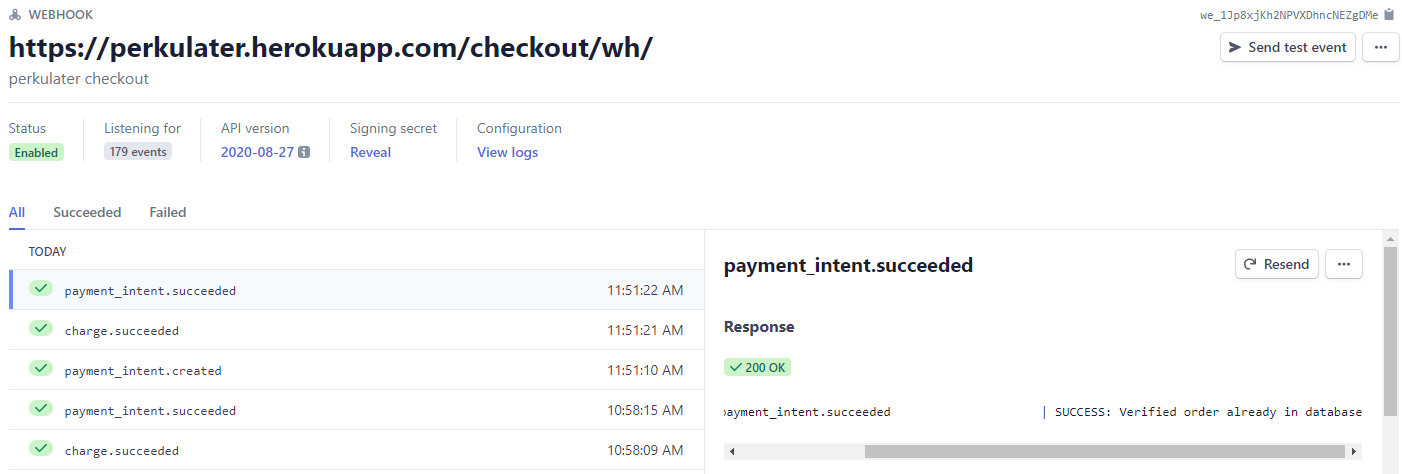 WEBHOOK
we_1Jp8xjKh2NPVXDhncNEZgDMe
https://perkulater.herokuapp.com/checkout/wh/
Send test event
perkulater checkout
Status
Listening for
API version
Signing secret
Configuration
Enabled
179 events
2020-08-27
Reveal
View logs
All
Succeeded
Failed
TODAY
payment_intent.succeeded 11:51:22 AM
charge.succeeded 11:51:21 AM
payment_intent.created 11:51:10 AM
payment_intent.succeeded 10:58:15 AM
charge.succeeded 10:58:09 AM
payment_intent.succeeded
Resend
Response
200 OK
payment_intent.succeeded | SUCCESS: Verified order already in database